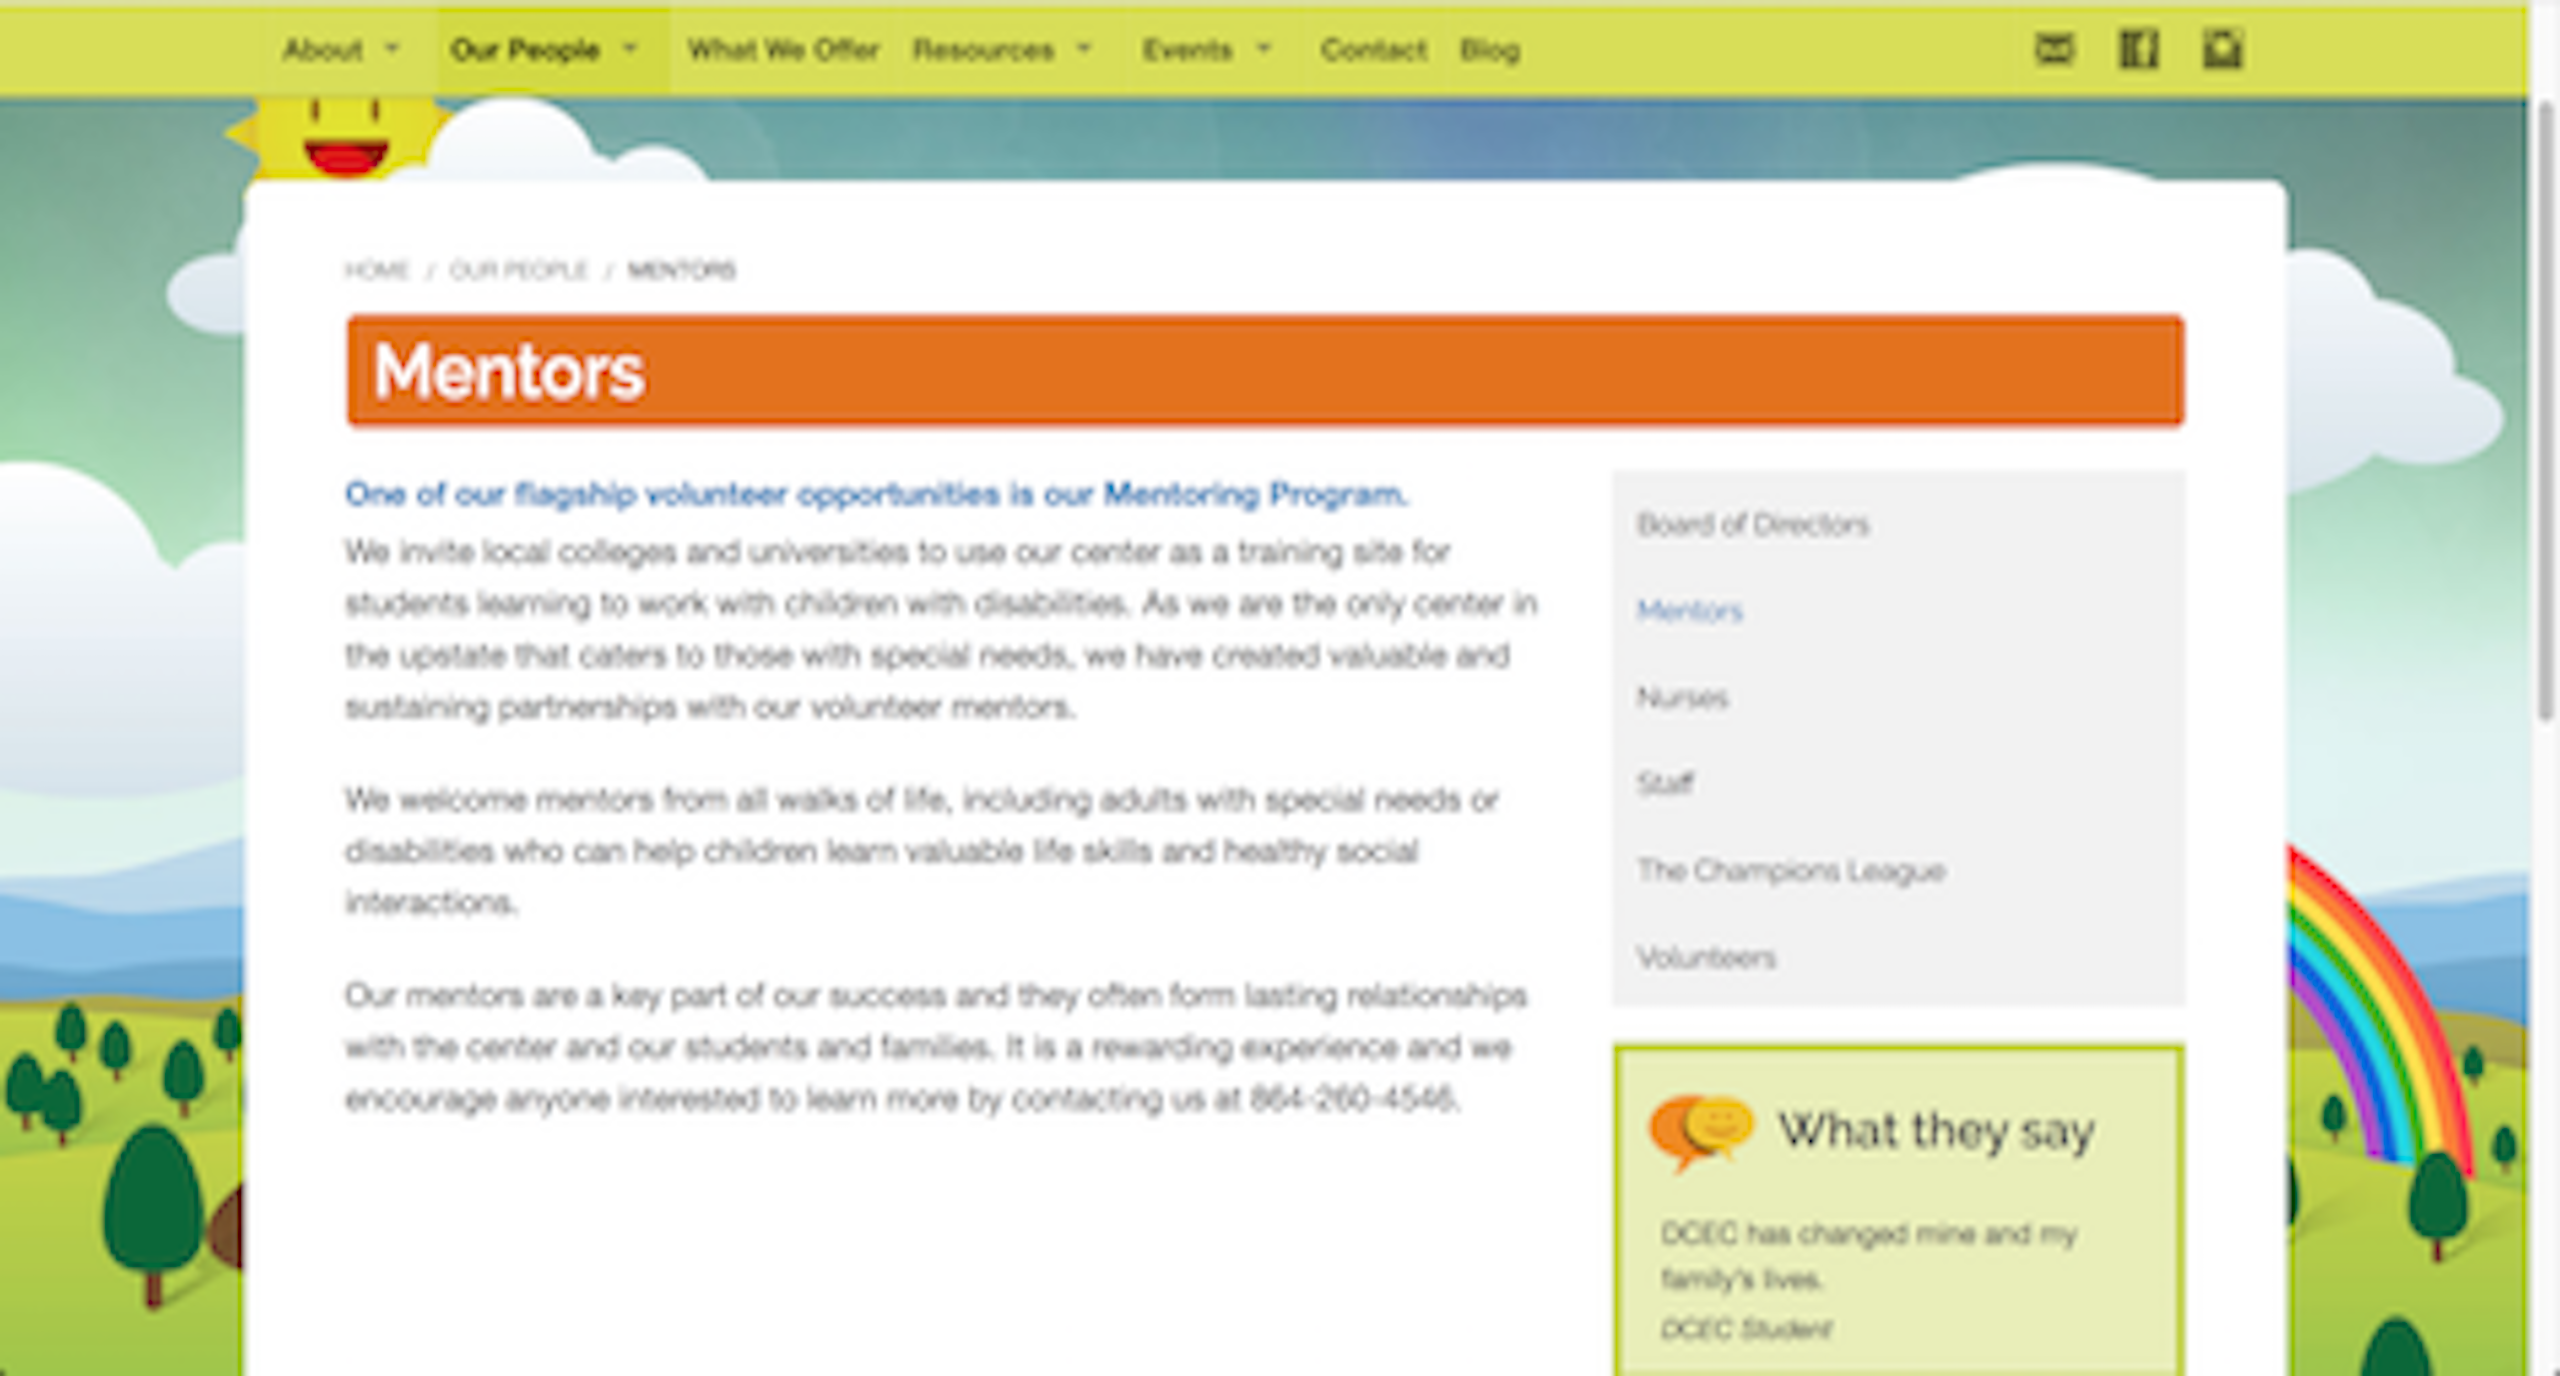 About
Our People
What We Offer
Resources
Events
Contact
Blog
HOME / OUR PEOPLE / MENTORS
Mentors
One of our flagship volunteer opportunities is our Mentoring Program.
We invite local colleges and universities to use our center as a training site for
students learning to work with children with disabilities. As we are the only center in
the upstate that caters to those with special needs, we have created valuable and
sustaining partnerships with our volunteer mentors.
We welcome mentors from all walks of life, including adults with special needs or
disabilities who can help children learn valuable life skills and healthy social
interactions.
Our mentors are a key part of our success and they often form lasting relationships
with the center and our students and families. It is a rewarding experience and we
encourage anyone interested to learn more by contacting us at 864-260-4546.
Board of Directors
Mentors
Nurses
Staff
The Champions League
Volunteers
What they say
DCEC has changed mine and my
family's lives.
DCEC Student